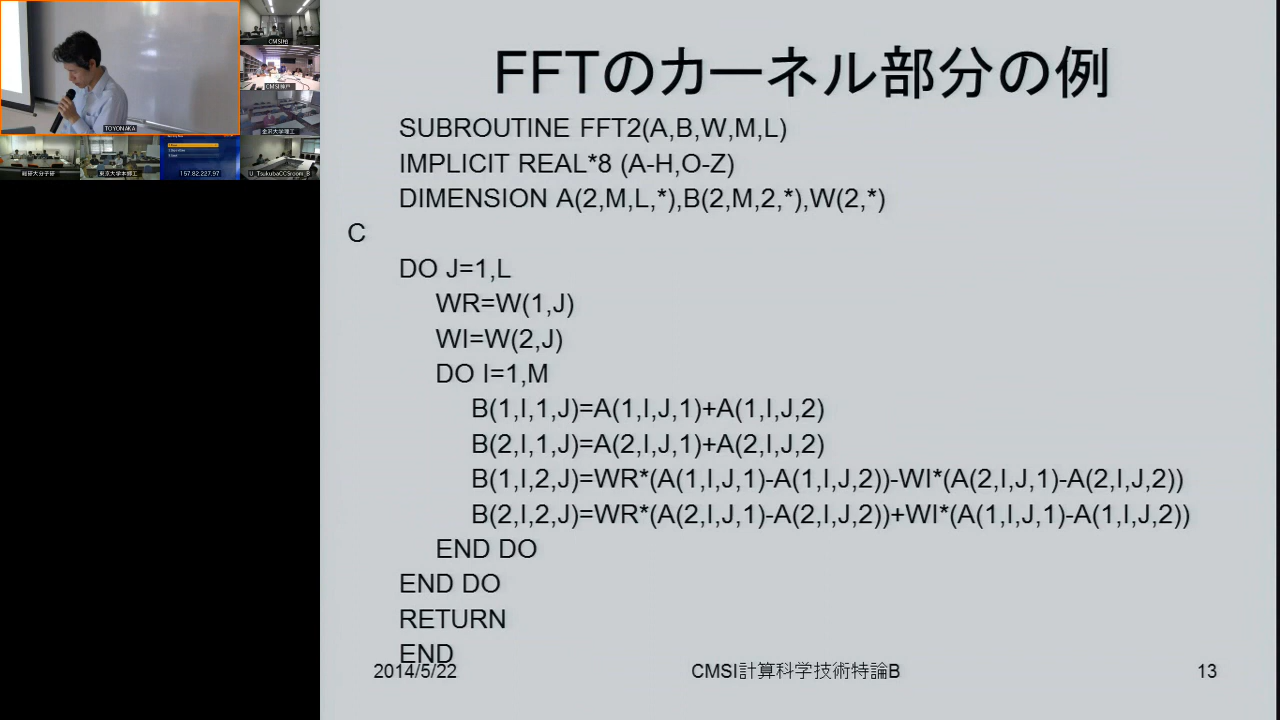 FFTのカーネル部分の例
SUBROUTINE FFT2(A,B,W,M,L)
IMPLICIT REAL*8 (A-H,O-Z)
DIMENSION A(2,M,L,*),B(2,M,2,*),W(2,*)
C
DO J=1,L
WR=W(1,J)
WI=W(2,J)
DO I=1,M
B(1,I,1,J)=A(1,I,J,1)+A(1,I,J,2)
B(2,I,1,J)=A(2,I,J,1)+A(2,I,J,2)
B(1,I,2,J)=WR*(A(1,I,J,1)-A(1,I,J,2))-WI*(A(2,I,J,1)-A(2,I,J,2))
B(2,I,2,J)=WR*(A(2,I,J,1)-A(2,I,J,2))+WI*(A(1,I,J,1)-A(1,I,J,2))
END DO
END DO
RETURN
END
2014/5/22
CMSI計算科学技術特論B
13
TOYONAKA
CMSI柏
CMSI神戸
金沢大学理工
総研大分子研
東京大学本郷工
157.82.227.97
U_TsukubaCCSroom_B